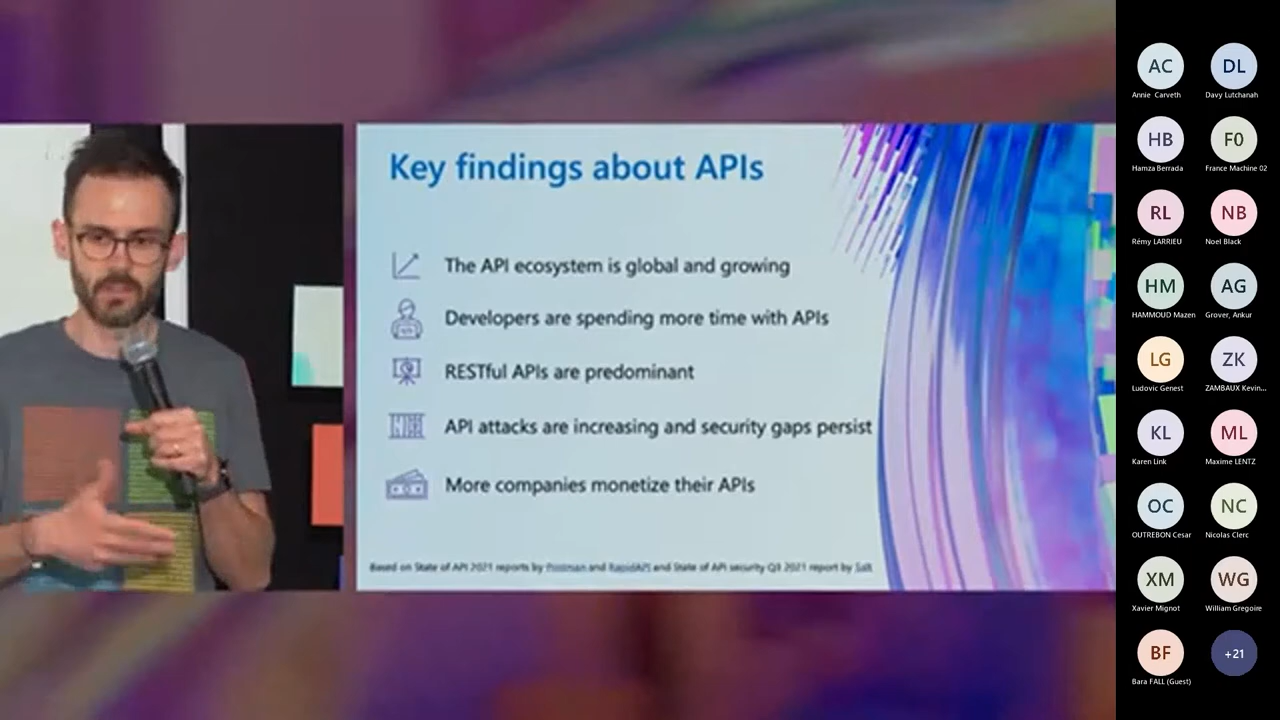 Key findings about APIs
The API ecosystem is global and growing
Developers are spending more time with APIs
RESTful APIs are predominant
API attacks are increasing and security gaps persist
More companies monetize their APIs
Based on State of API 2021 reports by Postman and RapidAPI and State of API security Q3 2021 report by Salt
AC
DL
Annie Carveth
Davy Lutchanah
HB
F0
Hamza Berrada
France Machine 02
RL
NB
Rémy LARRIEU
Noel Black
HM
AG
HAMMOUD Mazen
Grover, Ankur
LG
ZK
Ludovic Genest
ZAMBAUX Kevin...
KL
ML
Karen Link
Maxime LENTZ
OC
NC
OUTREBON Cesar
Nicolas Clerc
XM
WG
Xavier Mignot
William Gregoire
BF
+21
Bara FALL (Guest)